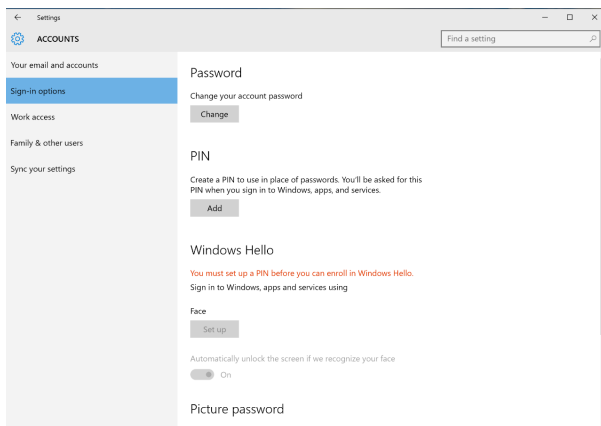 Settings
ACCOUNTS
Find a setting
Your email and accounts
Sign-in options
Work access
Family & other users
Sync your settings
Password
Change your account password
Change
PIN
Create a PIN to use in place of passwords. You'll be asked for this
PIN when you sign in to Windows, apps, and services.
Add
Windows Hello
You must set up a PIN before you can enroll in Windows Hello.
Sign in to Windows, apps and services using
Face
Set up
Automatically unlock the screen if we recognize your face
On
Picture password